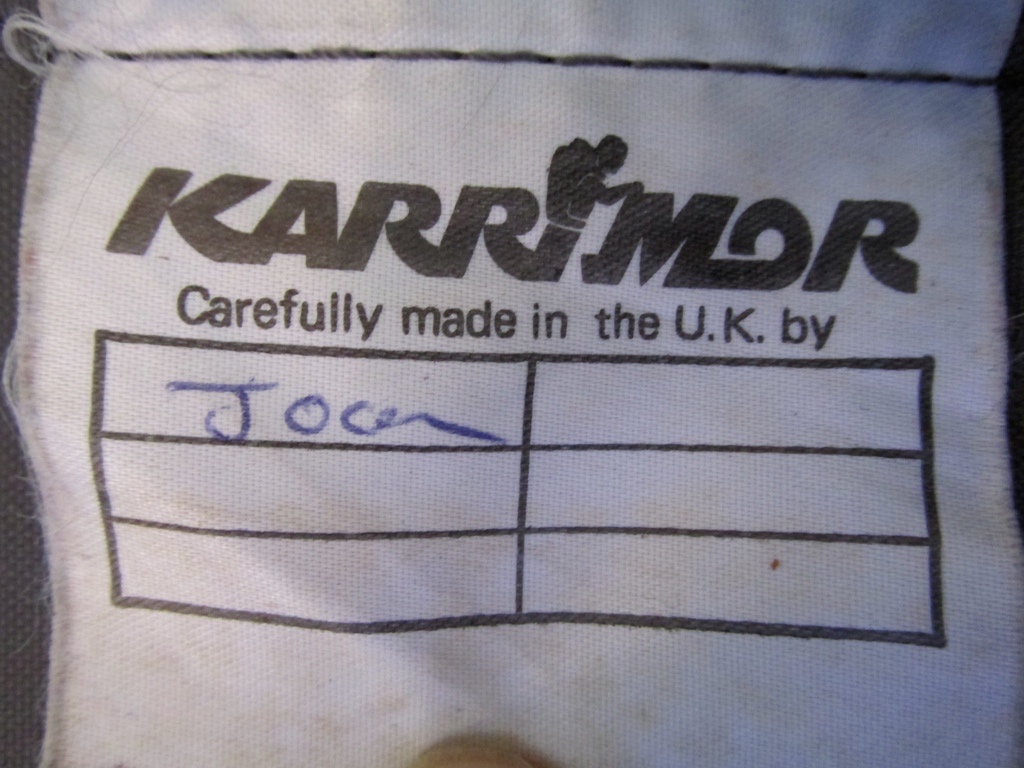 KARRIMOR
Carefully made in the U.K. by
Joan